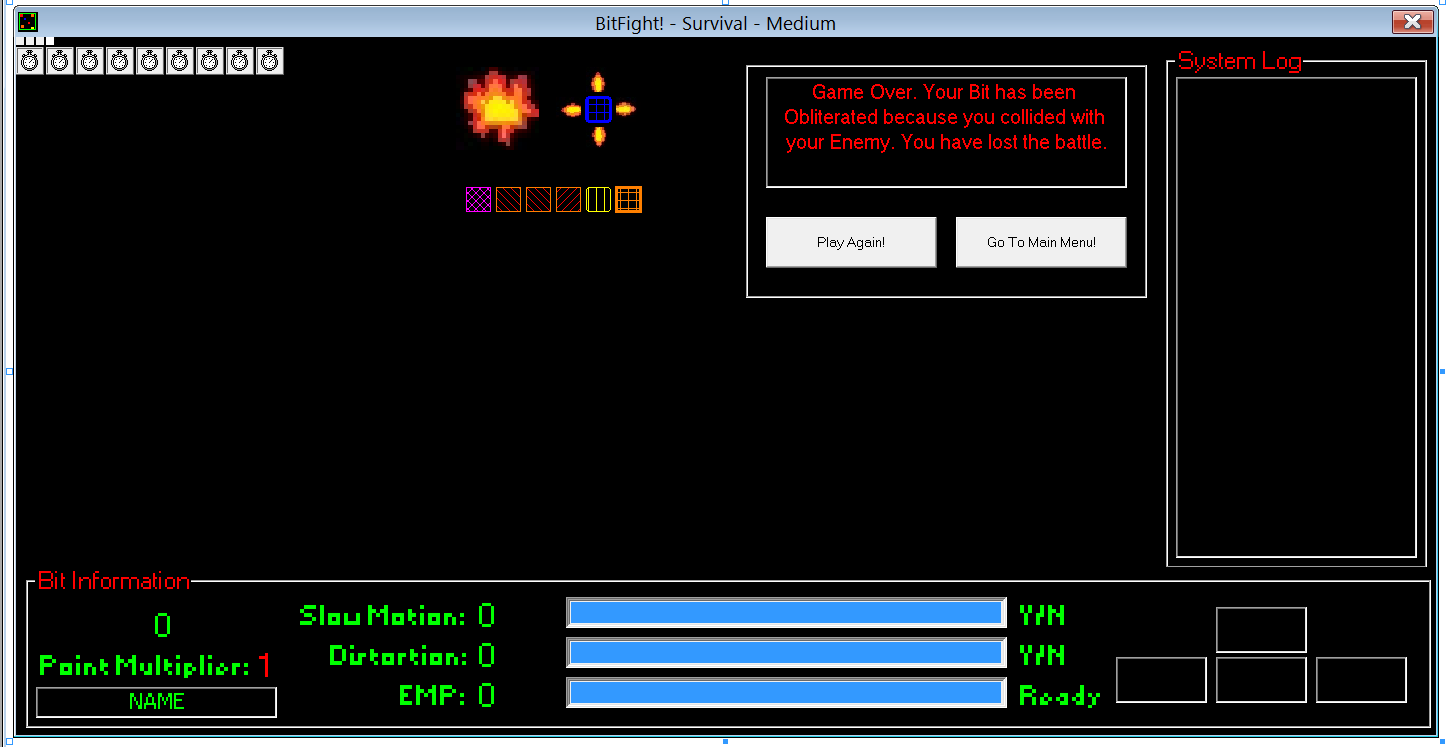 BitFight! - Survival - Medium
System Log
Game Over. Your Bit has been
Obliterated because you collided with
your Enemy. You have lost the battle.
Play Again!
Go To Main Menu!
Bit Information
0
Point Multiplier: 1
NAME
Slow Motion: 0
Y/N
Distortion: 0
Y/N
EMP: 0
Ready